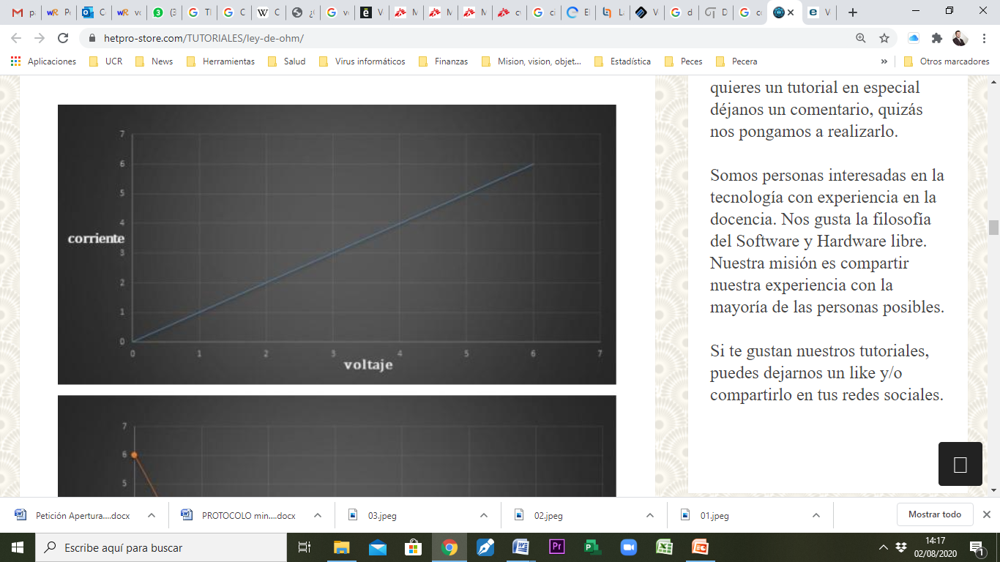 hetpro-store.com/TUTORIALES/ley-de-ohm/
Aplicaciones UCR News Herramientas Salud Virus informáticos Finanzas Mision, vision, objet... Estadística Peces Pecera » Otros marcadores
7
6
5
4
corriente
3
2
1
0
0 1 2 3 4 5 6 7
voltaje
7
6
5
quieres un tutorial en especial
déjanos un comentario, quizás
nos pongamos a realizarlo.
Somos personas interesadas en la
tecnología con experiencia en la
docencia. Nos gusta la filosofía
del Software y Hardware libre.
Nuestra misión es compartir
nuestra experiencia con la
mayoría de las personas posibles.
Si te gustan nuestros tutoriales,
puedes dejarnos un like y/o
compartirlo en tus redes sociales.
Petición Apertura....docx PROTOCOLO min....docx 03.jpeg 02.jpeg 01.jpeg Mostrar todo
Escribe aquí para buscar
14:17
02/08/2020